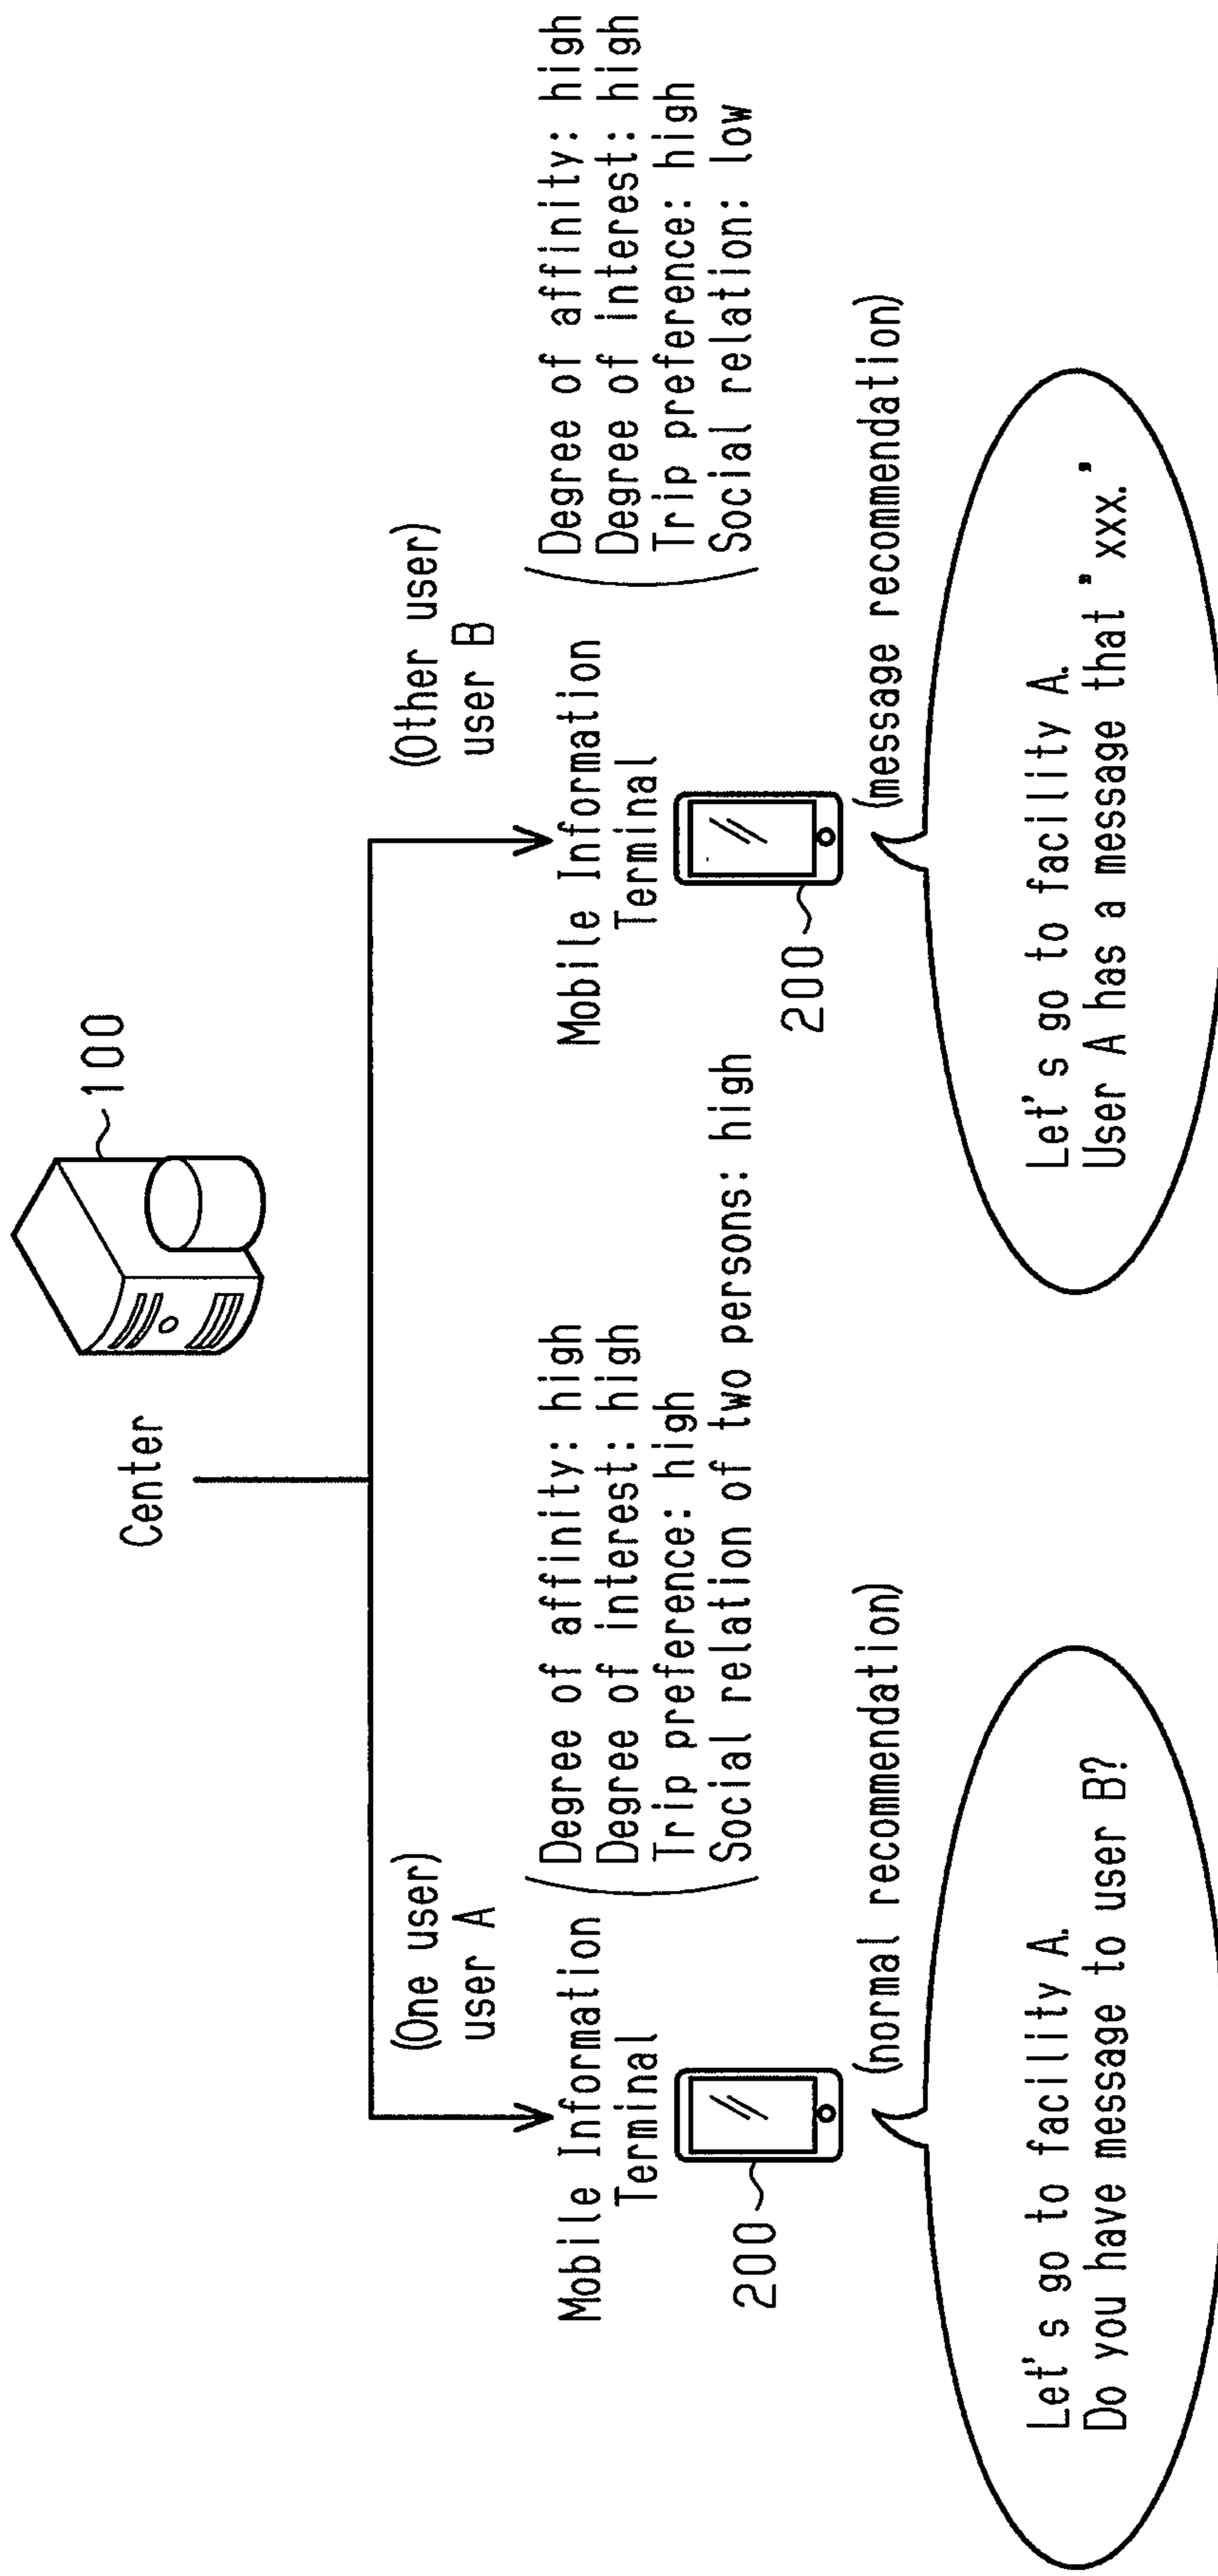 Center
100
(One user)
user A
Mobile Information
Terminal
200
Degree of affinity: high
Degree of interest: high
Trip preference: high
Social relation of two persons: high
(normal recommendation)
Let's go to facility A.
Do you have message to user B?
(Other user)
user B
Mobile Information
Terminal
200
Degree of affinity: high
Degree of interest: high
Trip preference: high
Social relation: low
(message recommendation)
Let's go to facility A.
User A has a message that "xxx."